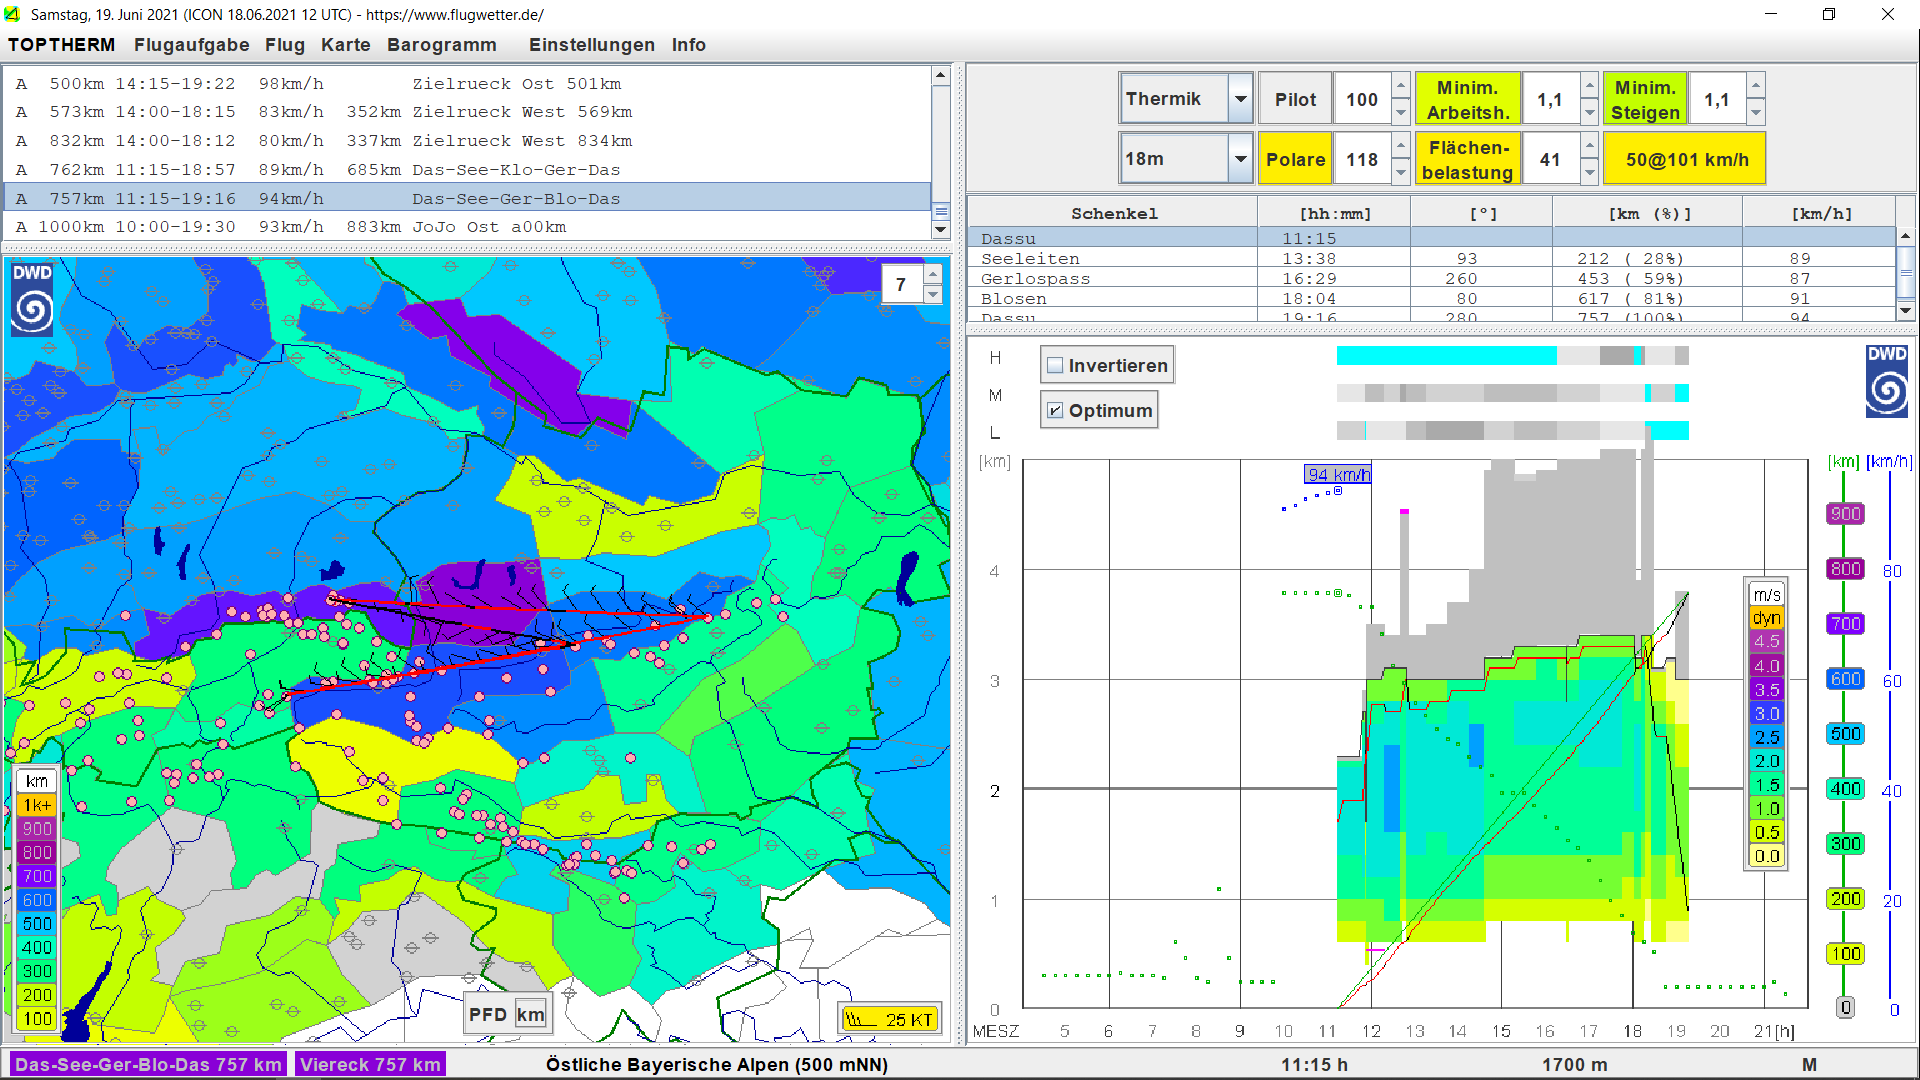 Samstag, 19. Juni 2021 (ICON 18.06.2021 12 UTC) - https://www.flugwetter.de/
TOPTHERM Flugaufgabe Flug Karte Barogramm Einstellungen Info
A 500km 14:15-19:22 98km/h Zielrueck Ost 501km
A 573km 14:00-18:15 83km/h 352km Zielrueck West 569km
A 832km 14:00-18:12 80km/h 337km Zielrueck West 834km
A 762km 11:15-18:57 89km/h 685km Das-See-Klo-Ger-Das
A 757km 11:15-19:16 94km/h Das-See-Ger-Blo-Das
A 1000km 10:00-19:30 93km/h 883km JoJo Ost a00km
Thermik Pilot 100 Minim. Arbeitsh. 1,1 Minim. Steigen 1,1
18m Polare 118 Flächen-belastung 41 50@101 km/h
Schenkel [hh:mm] [°] [km (%)] [km/h]
Dassu 11:15
Seeleiten 13:38 93 212 ( 28%) 89
Gerlospass 16:29 260 453 ( 59%) 87
Blosen 18:04 80 617 ( 81%) 91
Dassu 19:16 280 757 (100%) 94
DWD
7
km
1k+
900
800
700
600
500
400
300
200
100
PFD km
25 KT
H
M
L
Invertieren
Optimum
DWD
[km]
94 km/h
4
3
2
1
0
[km] [km/h]
900
800
700
600
500
400
300
200
100
0
80
60
40
20
0
m/s
dyn
4.5
4.0
3.5
3.0
2.5
2.0
1.5
1.0
0.5
0.0
MESZ 5 6 7 8 9 10 11 12 13 14 15 16 17 18 19 20 21[h]
Das-See-Ger-Blo-Das 757 km Viereck 757 km Östliche Bayerische Alpen (500 mNN) 11:15 h 1700 m M